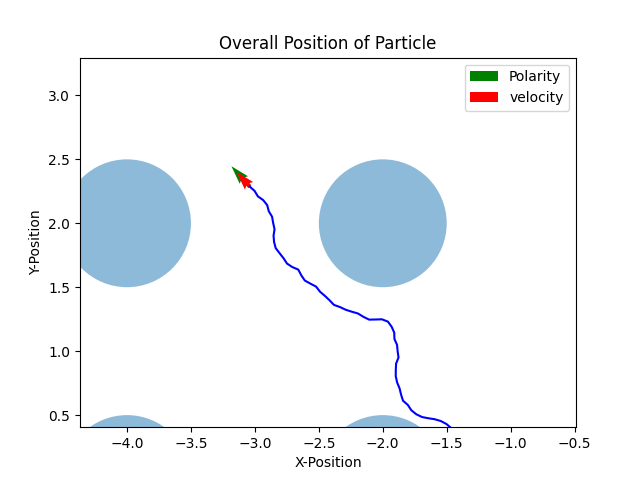 Overall Position of Particle
Polarity
velocity
Y-Position
3.0
2.5
2.0
1.5
1.0
0.5
−4.0 −3.5 −3.0 −2.5 −2.0 −1.5 −1.0 −0.5
X-Position